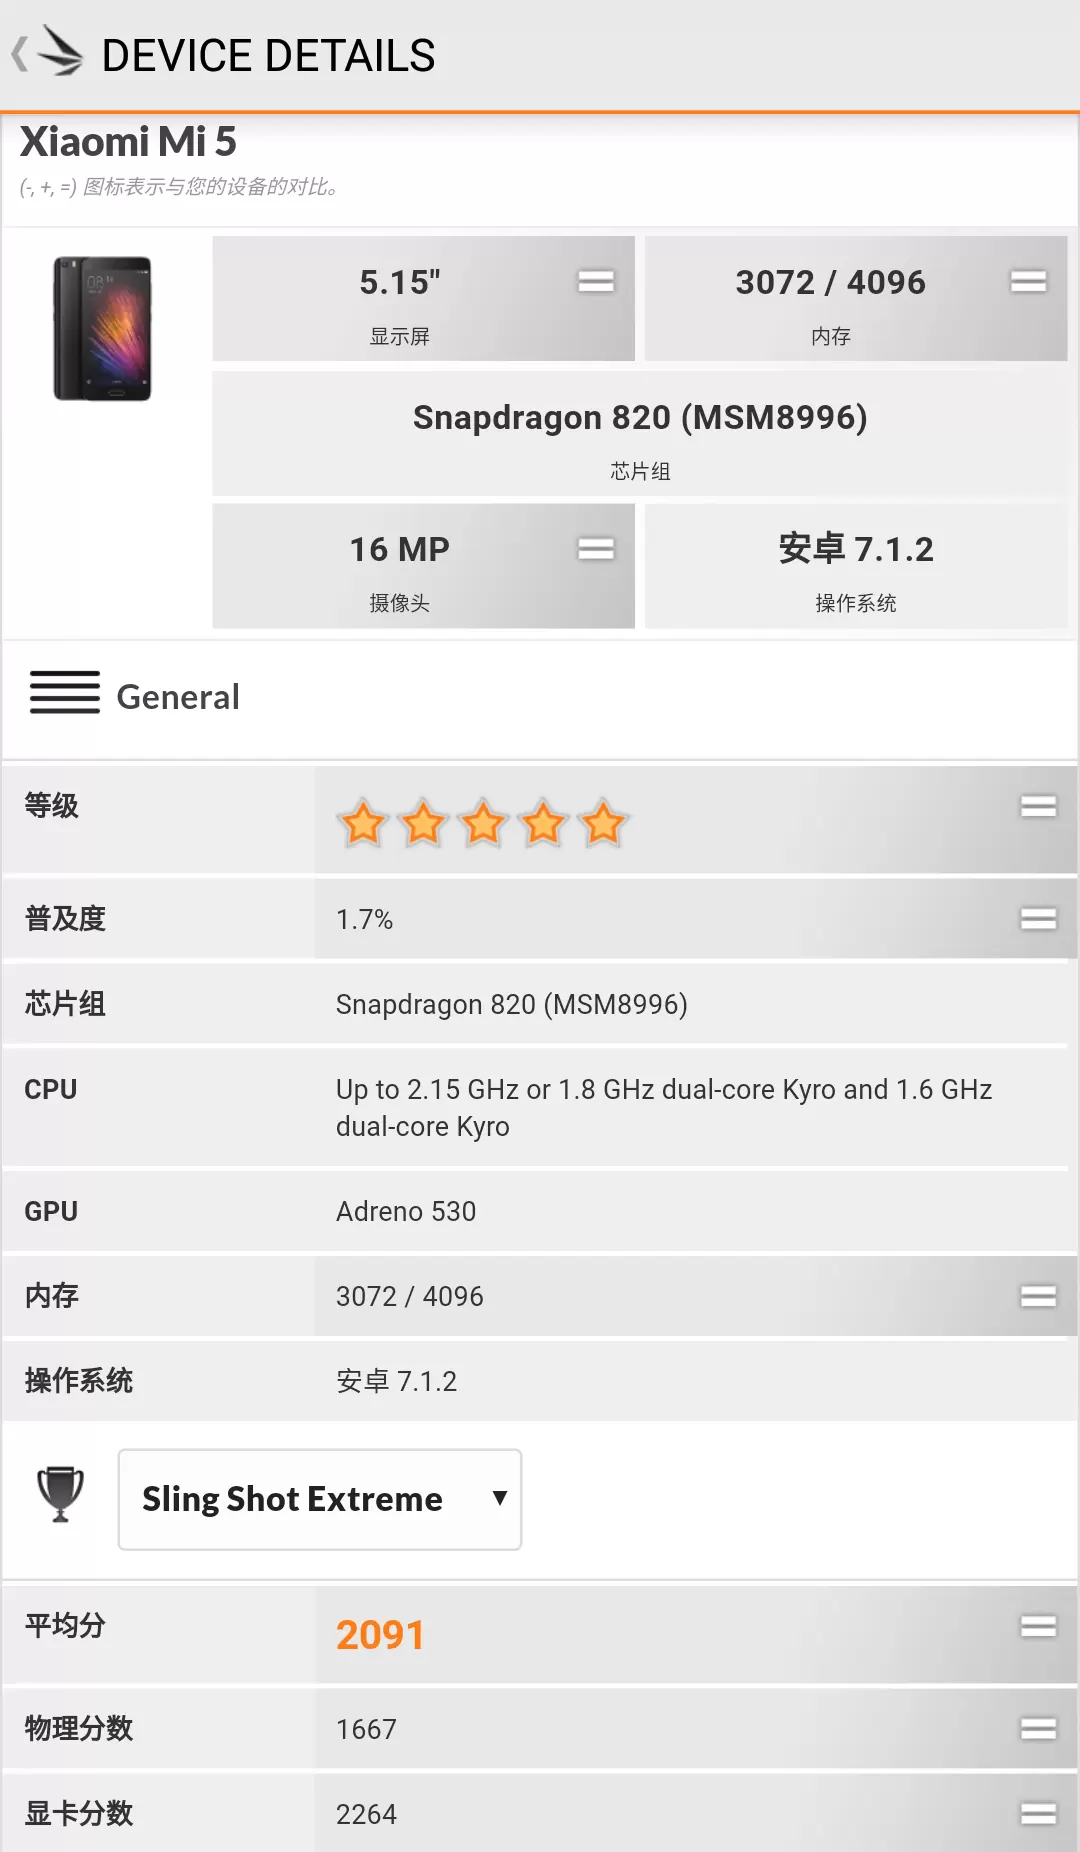 DEVICE DETAILS
Xiaomi Mi 5
(-, +, =) 图标表示与您的设备的对比。
5.15"
显示屏
3072 / 4096
内存
Snapdragon 820 (MSM8996)
芯片组
16 MP
摄像头
安卓 7.1.2
操作系统
General
等级
普及度 1.7%
芯片组 Snapdragon 820 (MSM8996)
CPU Up to 2.15 GHz or 1.8 GHz dual-core Kyro and 1.6 GHz
dual-core Kyro
GPU Adreno 530
内存 3072 / 4096
操作系统 安卓 7.1.2
Sling Shot Extreme
平均分 2091
物理分数 1667
显卡分数 2264